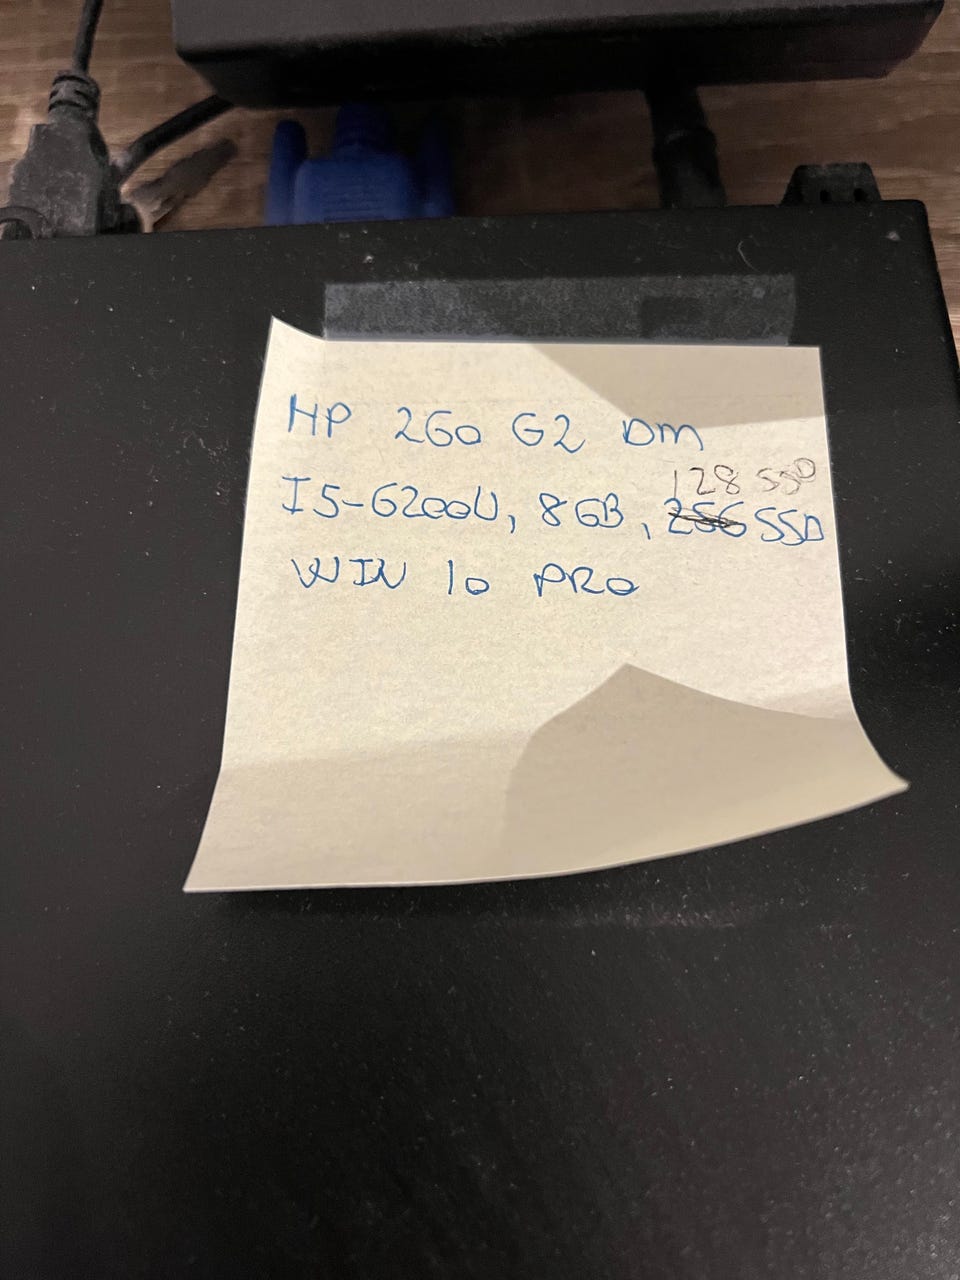 HP 260 G2 DM
128 SSD
I5-6200U, 8GB, 256 SSD
WIN 10 PRO